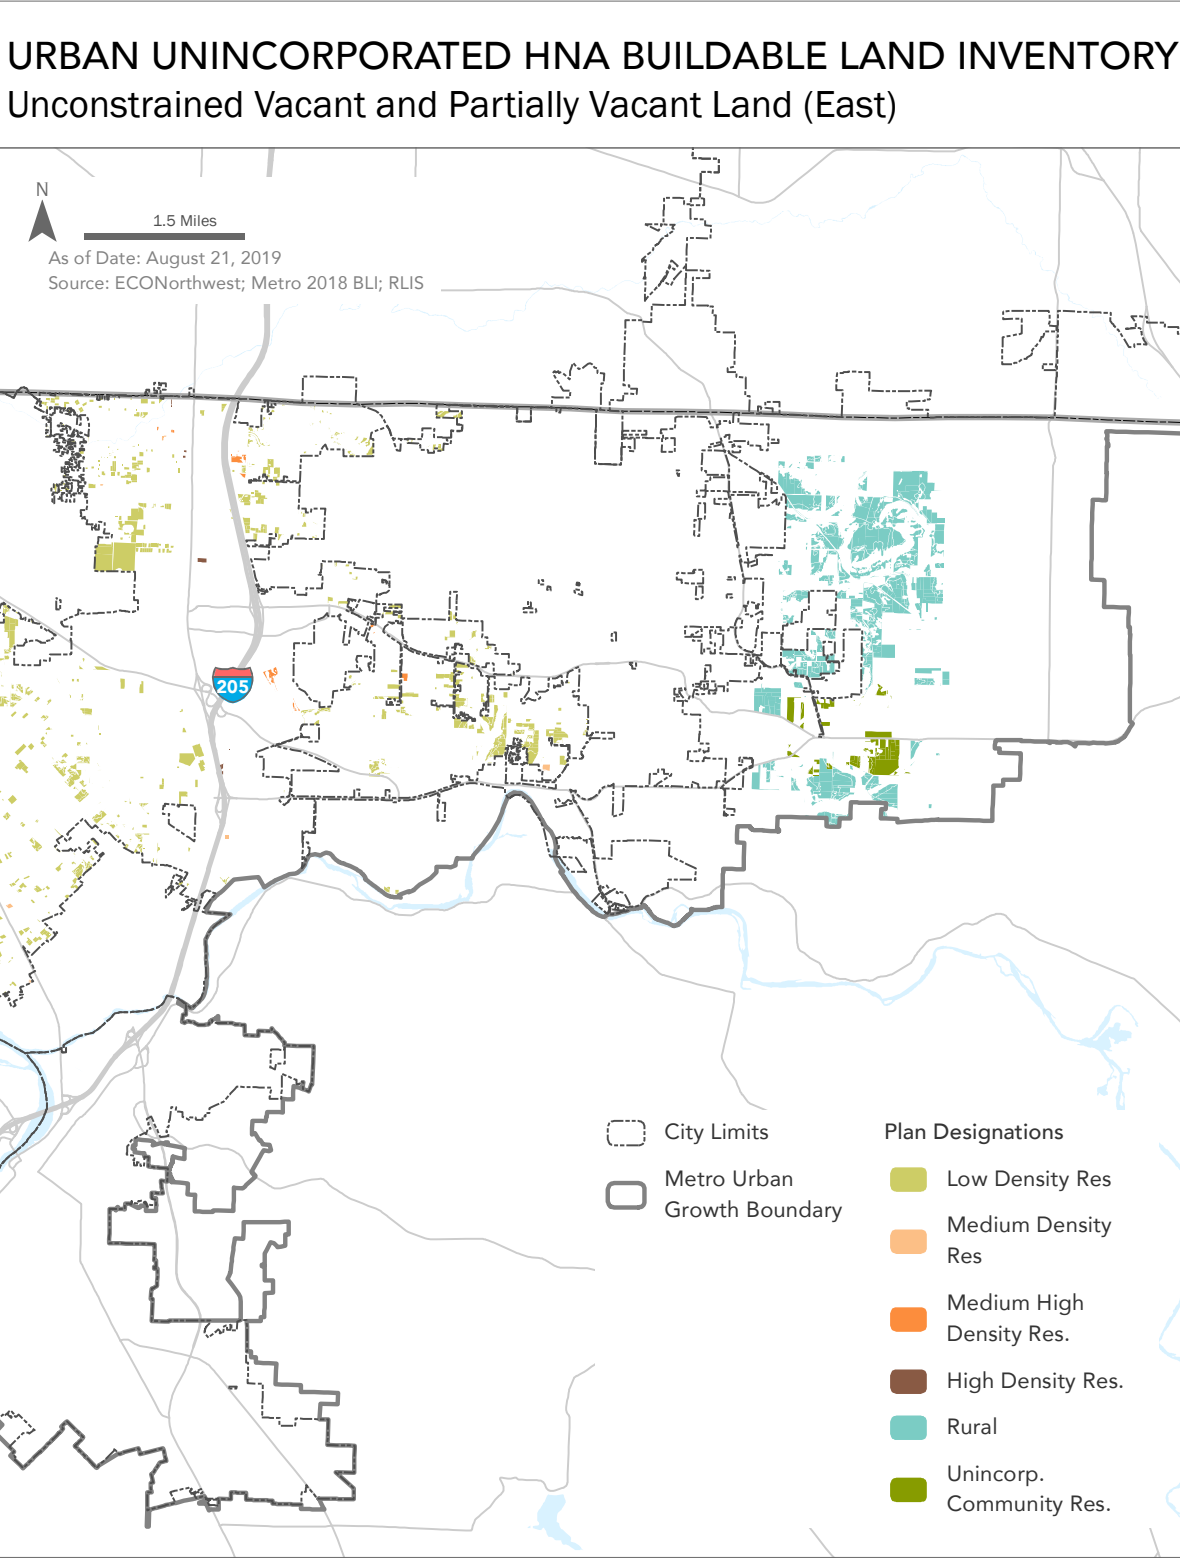 URBAN UNINCORPORATED HNA BUILDABLE LAND INVENTORY
Unconstrained Vacant and Partially Vacant Land (East)
N
1.5 Miles
As of Date: August 21, 2019
Source: ECONorthwest; Metro 2018 BLI; RLIS
205
City Limits
Metro Urban
Growth Boundary
Plan Designations
Low Density Res
Medium Density
Res
Medium High
Density Res.
High Density Res.
Rural
Unincorp.
Community Res.